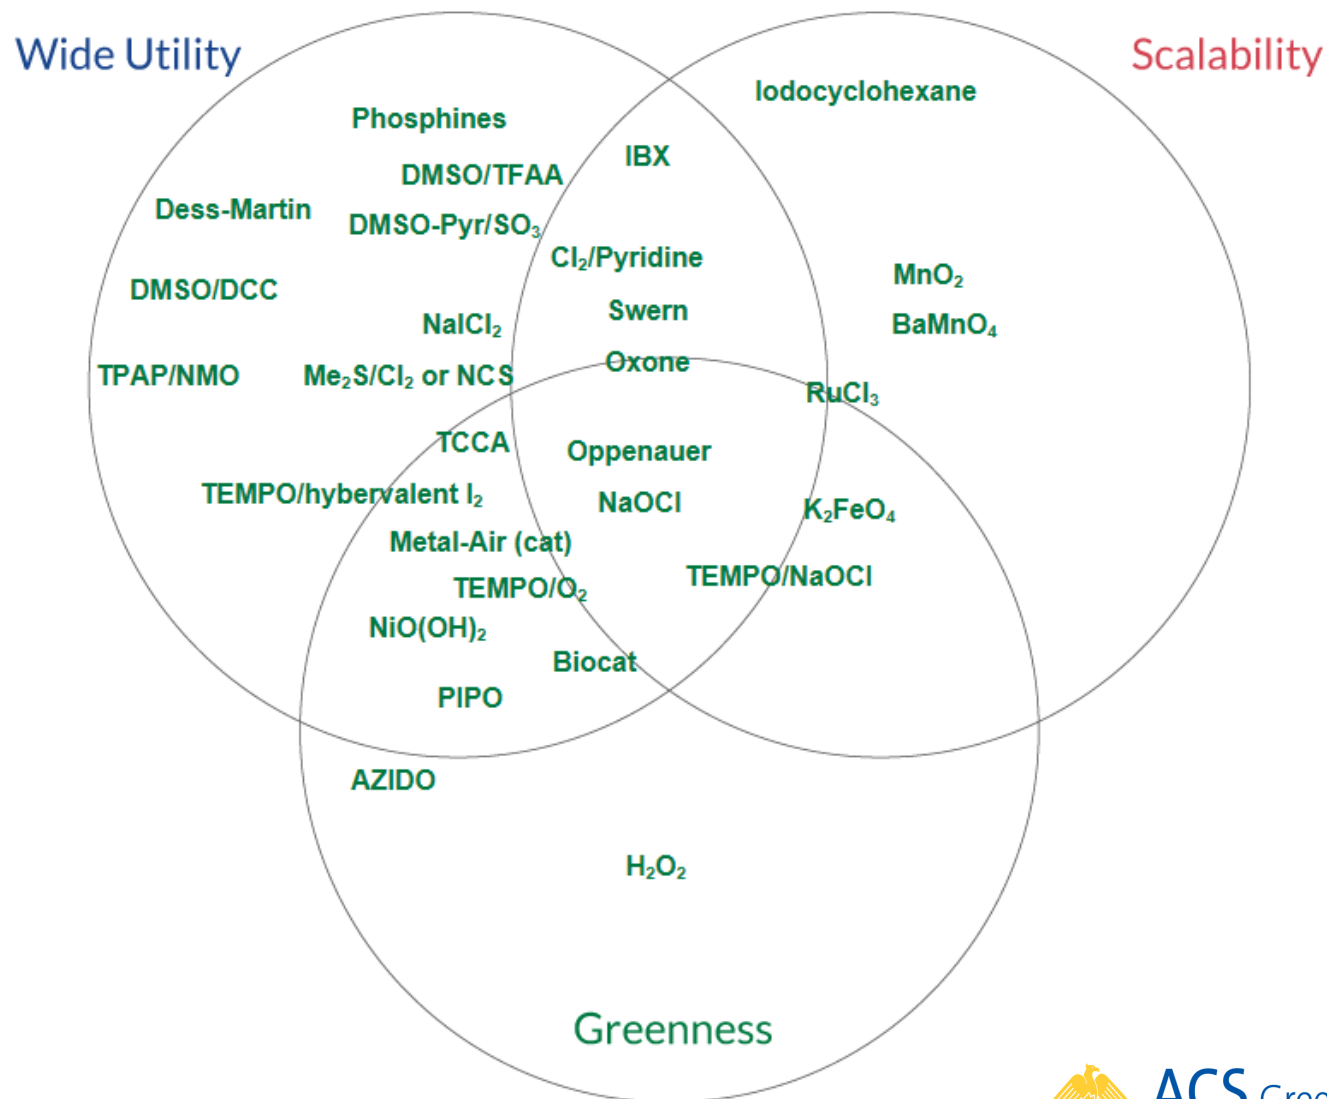 Wide Utility
Scalability
Iodocyclohexane
Phosphines
IBX
DMSO/TFAA
Dess-Martin
DMSO-Pyr/SO₃
Cl₂/Pyridine
MnO₂
DMSO/DCC
Swern
NaICl₂
BaMnO₄
Oxone
TPAP/NMO
Me₂S/Cl₂ or NCS
RuCl₃
TCCA
Oppenauer
TEMPO/hybervalent I₂
NaOCl
K₂FeO₄
Metal-Air (cat)
TEMPO/O₂
TEMPO/NaOCl
NiO(OH)₂
Biocat
PIPO
AZIDO
H₂O₂
Greenness
ACS